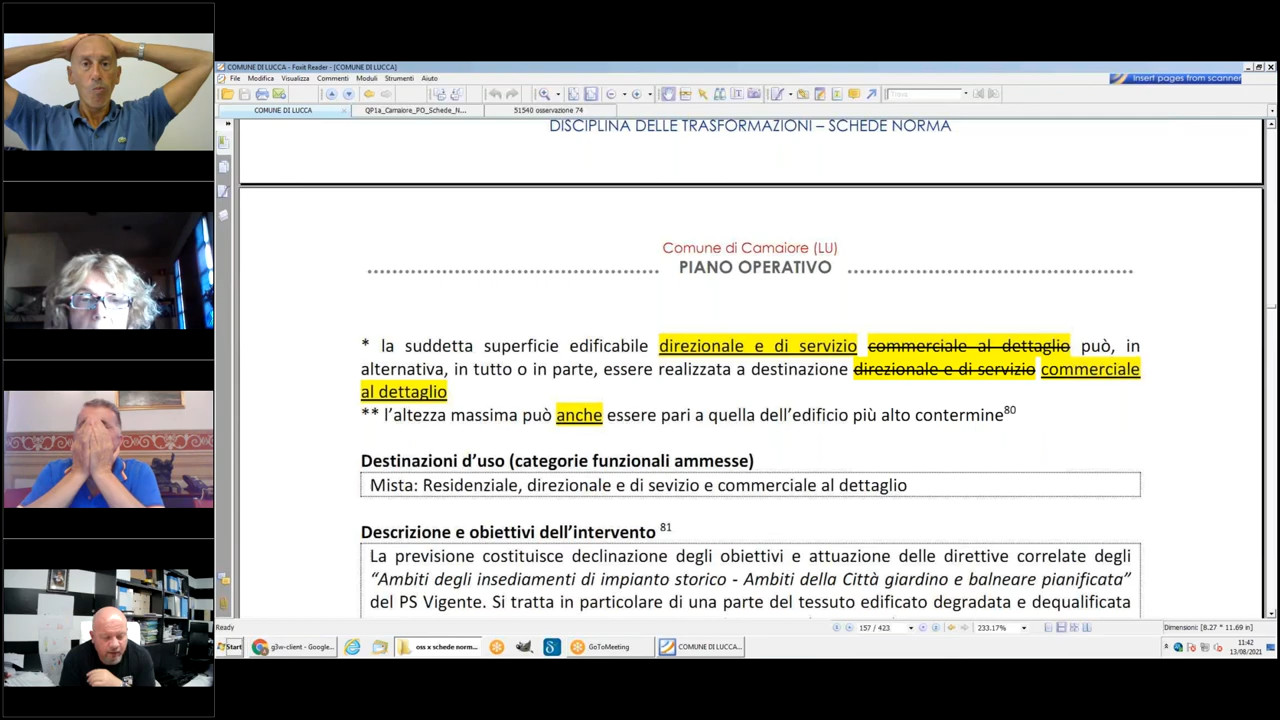 COMUNE DI LUCCA - Foxit Reader - [COMUNE DI LUCCA]
File Modifica Visualizza Commenti Moduli Strumenti Aiuto
Insert pages from scanner
Trova
COMUNE DI LUCCA
QP1a_Camaiore_PO_Schede_N...
51540 osservazione 74
DISCIPLINA DELLE TRASFORMAZIONI – SCHEDE NORMA
Comune di Camaiore (LU)
PIANO OPERATIVO
* la suddetta superficie edificabile direzionale e di servizio commerciale al dettaglio può, in
alternativa, in tutto o in parte, essere realizzata a destinazione direzionale e di servizio commerciale
al dettaglio
** l'altezza massima può anche essere pari a quella dell'edificio più alto contermine80
Destinazioni d'uso (categorie funzionali ammesse)
Mista: Residenziale, direzionale e di sevizio e commerciale al dettaglio
Descrizione e obiettivi dell'intervento 81
La previsione costituisce declinazione degli obiettivi e attuazione delle direttive correlate degli
“Ambiti degli insediamenti di impianto storico - Ambiti della Città giardino e balneare pianificata”
del PS Vigente. Si tratta in particolare di una parte del tessuto edificato degradata e dequalificata
Ready
157 / 423
233.17%
Dimensioni: [8.27 * 11.69 in]
Start
g3w-client - Google...
oss x schede norm...
GoToMeeting
COMUNE DI LUCCA...
11:42
13/08/2021